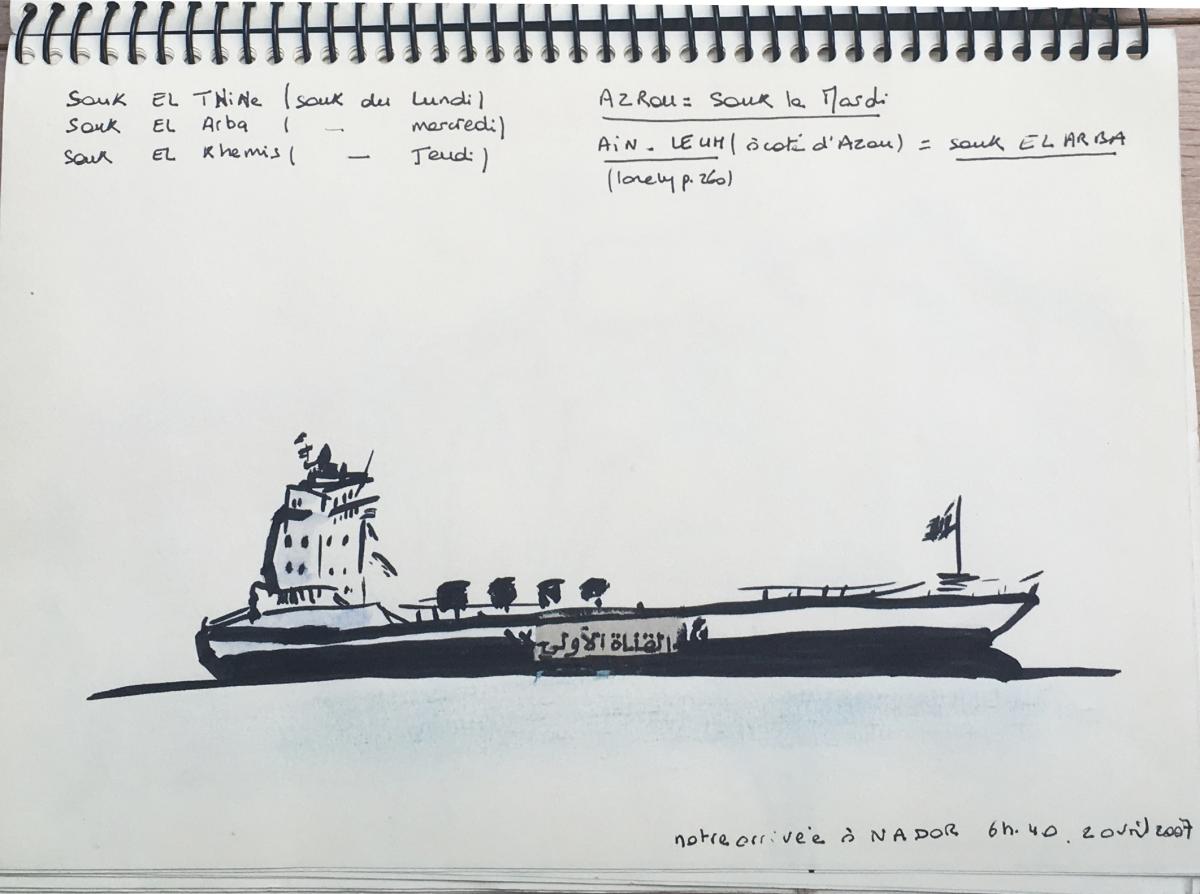 Souk EL TNiNe (souk du Lundi)
Souk EL Arba ( — mercredi)
Souk EL Khemis ( — Jeudi)
AZROU = Souk le Mardi
AiN - LEUH (à coté d'Azou) = souk EL ARBA
(lonely p. 260)
القناة الأولى
notre arrivée à NADOR 6h.40. 2 avril 2007